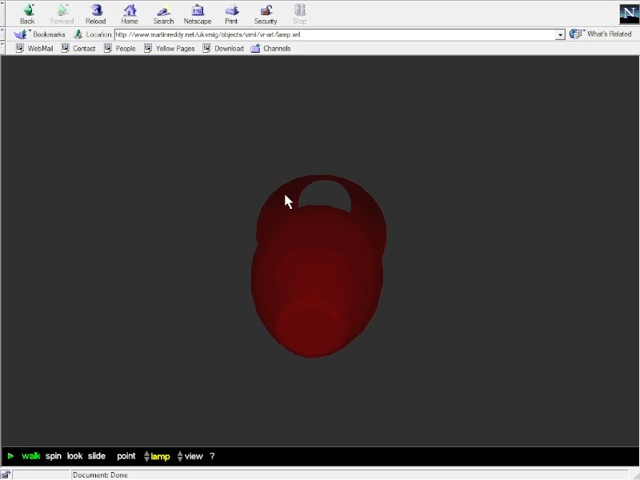 Back Forward Reload Home Search Netscape Print Security Stop N
Bookmarks Location: http://www.martinreddy.net/ukvrsig/objects/vrml/vr-art/lamp.wrl What's Related
WebMail Contact People Yellow Pages Download Channels
walk spin look slide point lamp view ?
Document: Done